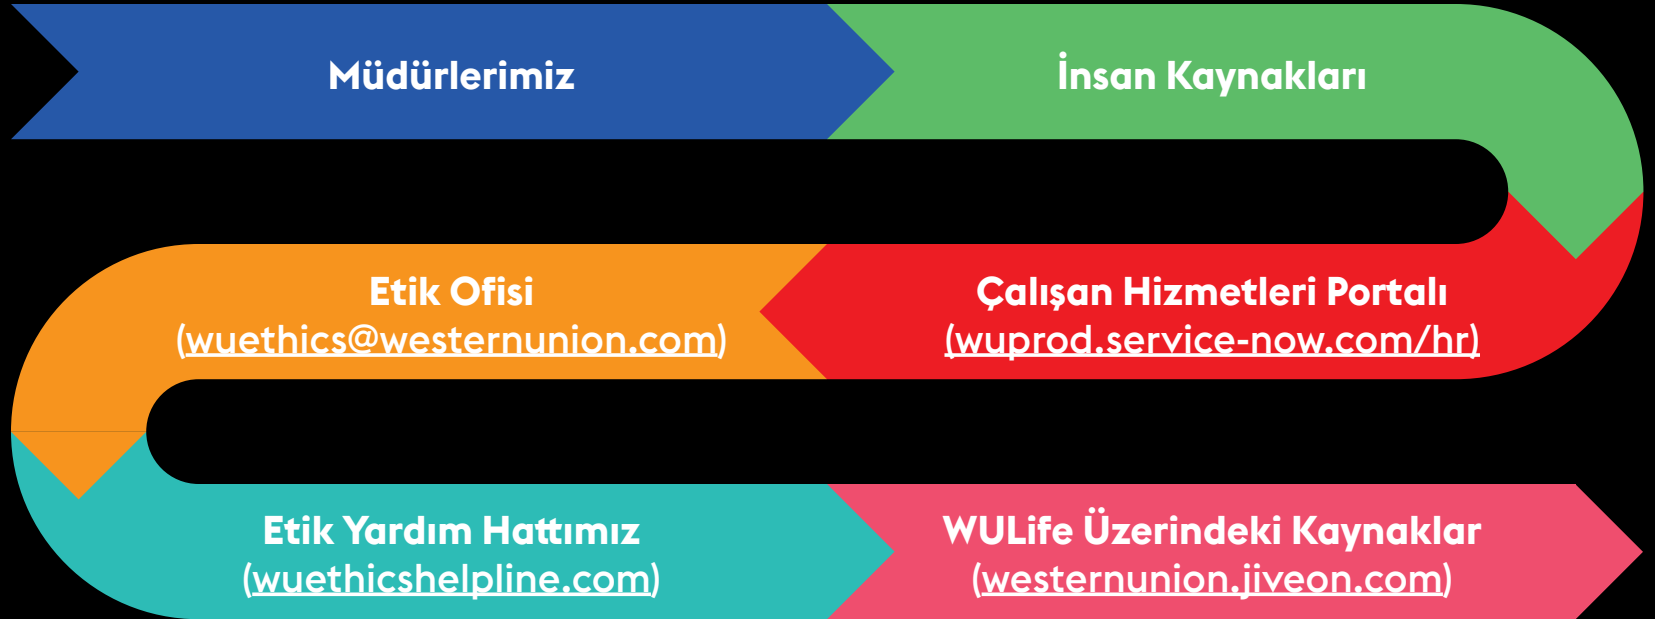 Müdürlerimiz
İnsan Kaynakları
Çalışan Hizmetleri Portalı
(wuprod.service-now.com/hr)
Etik Ofisi
(wuethics@westernunion.com)
Etik Yardım Hattımız
(wuethicshelpline.com)
WULife Üzerindeki Kaynaklar
(westernunion.jiveon.com)